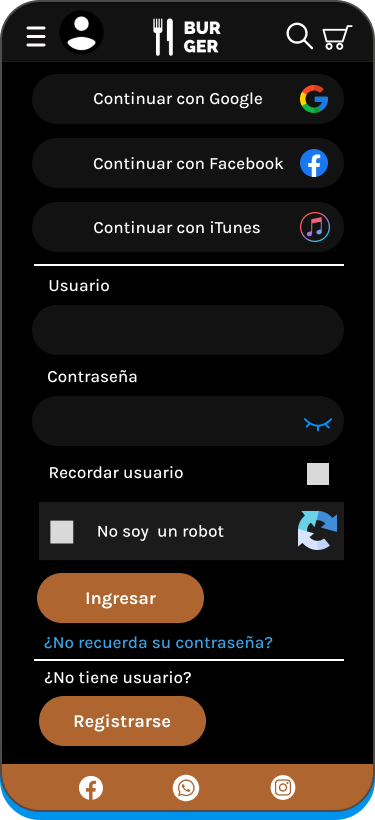 BUR
GER
Continuar con Google
Continuar con Facebook
Continuar con iTunes
Usuario
Contraseña
Recordar usuario
No soy un robot
Ingresar
¿No recuerda su contraseña?
¿No tiene usuario?
Registrarse